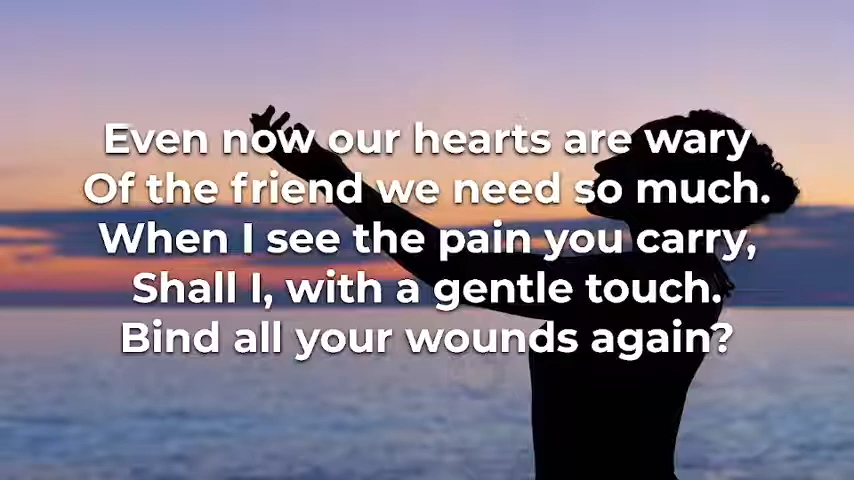 Even now our hearts are wary
Of the friend we need so much.
When I see the pain you carry,
Shall I, with a gentle touch.
Bind all your wounds again?